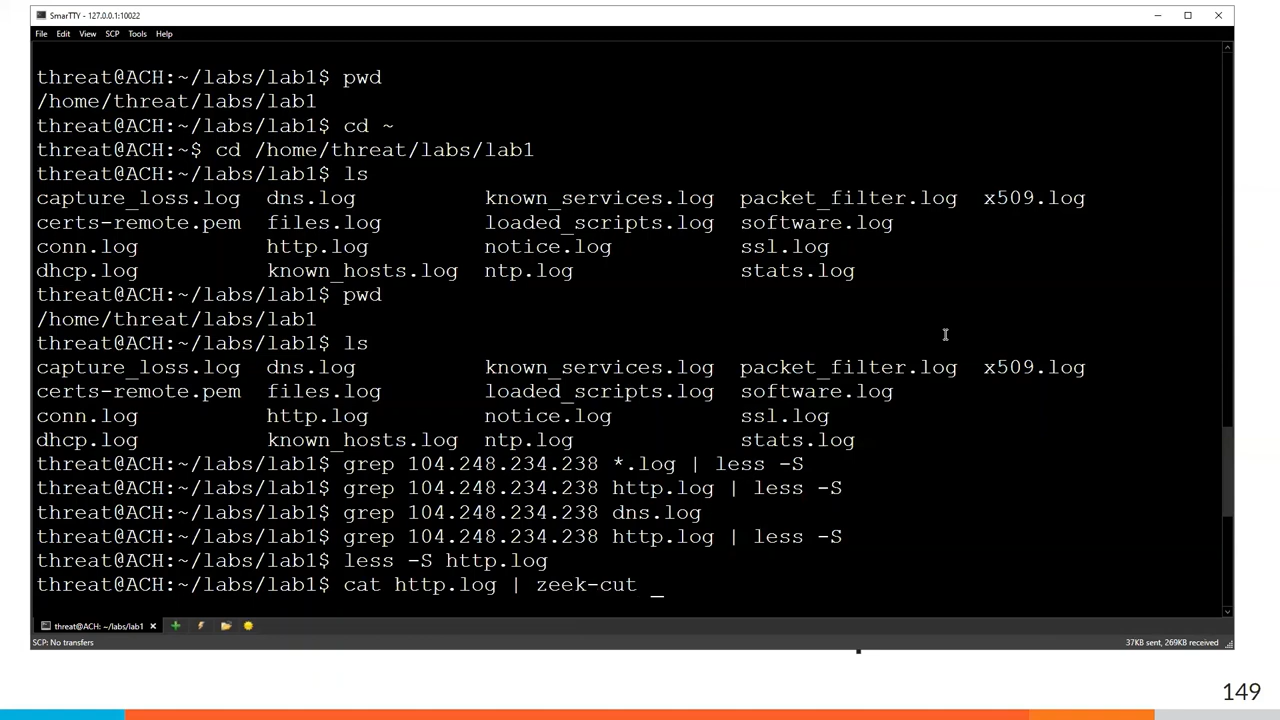 SmarTTY - 127.0.0.1:10022
File Edit View SCP Tools Help
threat@ACH:~/labs/lab1$ pwd
/home/threat/labs/lab1
threat@ACH:~/labs/lab1$ cd ~
threat@ACH:~$ cd /home/threat/labs/lab1
threat@ACH:~/labs/lab1$ ls
capture_loss.log dns.log known_services.log packet_filter.log x509.log
certs-remote.pem files.log loaded_scripts.log software.log
conn.log http.log notice.log ssl.log
dhcp.log known_hosts.log ntp.log stats.log
threat@ACH:~/labs/lab1$ pwd
/home/threat/labs/lab1
threat@ACH:~/labs/lab1$ ls
capture_loss.log dns.log known_services.log packet_filter.log x509.log
certs-remote.pem files.log loaded_scripts.log software.log
conn.log http.log notice.log ssl.log
dhcp.log known_hosts.log ntp.log stats.log
threat@ACH:~/labs/lab1$ grep 104.248.234.238 *.log | less -S
threat@ACH:~/labs/lab1$ grep 104.248.234.238 http.log | less -S
threat@ACH:~/labs/lab1$ grep 104.248.234.238 dns.log
threat@ACH:~/labs/lab1$ grep 104.248.234.238 http.log | less -S
threat@ACH:~/labs/lab1$ less -S http.log
threat@ACH:~/labs/lab1$ cat http.log | zeek-cut _
threat@ACH: ~/labs/lab1
SCP: No transfers 37KB sent, 269KB received
149